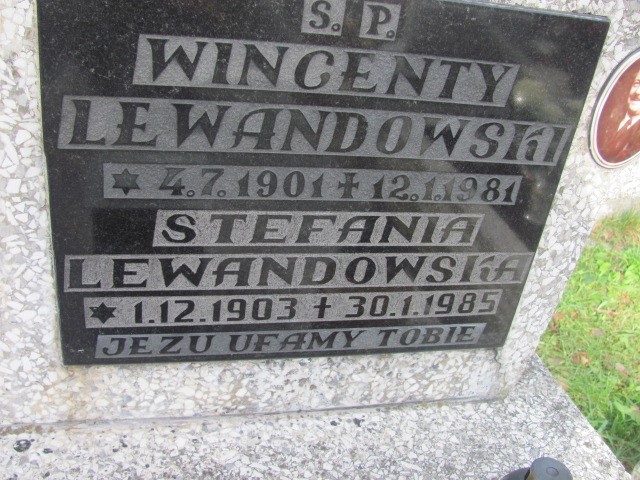 S. P.
WINCENTY
LEWANDOWSKI
* 4.7.1901 + 12.1.1981
STEFANIA
LEWANDOWSKA
* 1.12.1903 + 30.1.1985
JEZU UFAMY TOBIE